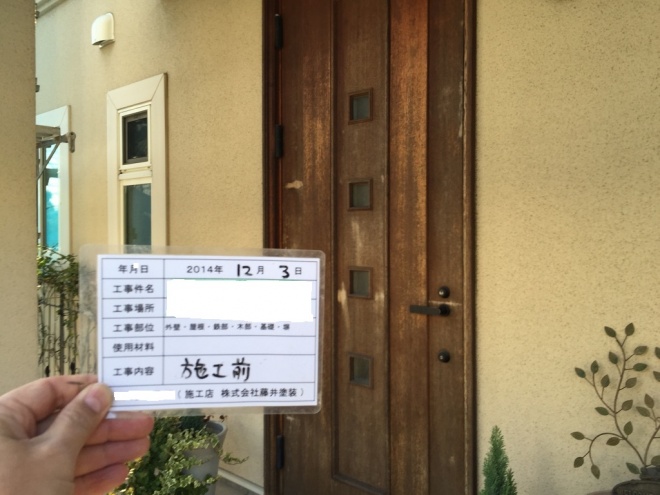 年月日 2014年 12月 3日
工事件名
工事場所
工事部位 外壁・屋根・鉄部・木部・基礎・塀
使用材料
工事内容 施工前
(施工店 株式会社藤井塗装)